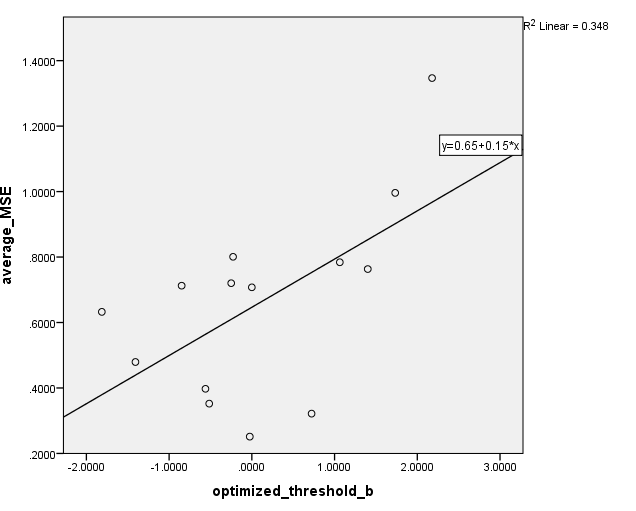 R2 Linear = 0.348
1.4000
1.2000
y=0.65+0.15*x
1.0000
.8000
.6000
.4000
.2000
average_MSE
-2.0000 -1.0000 .0000 1.0000 2.0000 3.0000
optimized_threshold_b